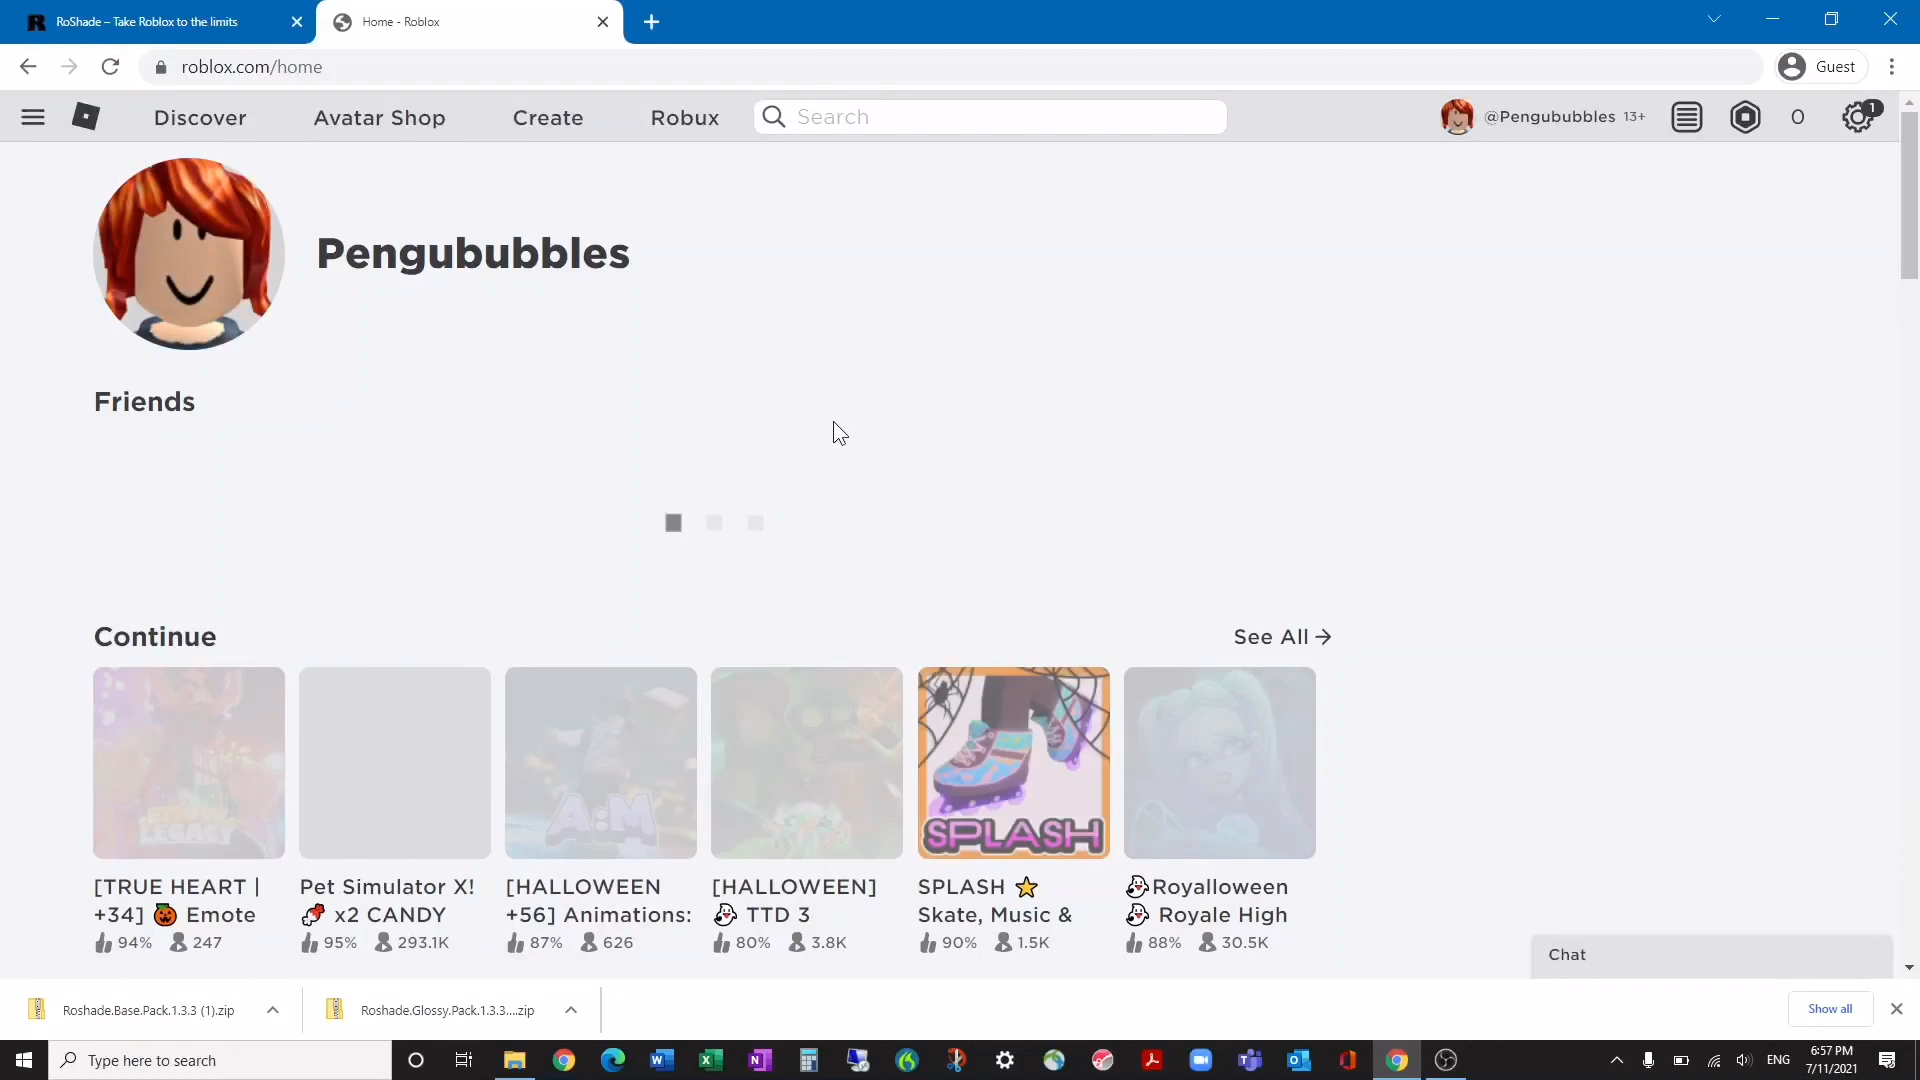 RoShade – Take Roblox to the limits
Home - Roblox
roblox.com/home
Guest
Discover
Avatar Shop
Create
Robux
Search
@Pengububbles 13+
0
1
Pengububbles
Friends
Continue
See All
SPLASH
[TRUE HEART |
+34] 🎃 Emote
94% 247
Pet Simulator X!
🍬 x2 CANDY
95% 293.1K
[HALLOWEEN
+56] Animations:
87% 626
[HALLOWEEN]
👻 TTD 3
80% 3.8K
SPLASH ⭐
Skate, Music &
90% 1.5K
👻Royalloween
👻 Royale High
88% 30.5K
A:M
LEGACY
Chat
Roshade.Base.Pack.1.3.3 (1).zip
Roshade.Glossy.Pack.1.3.3....zip
Show all
Type here to search
ENG
6:57 PM
7/11/2021